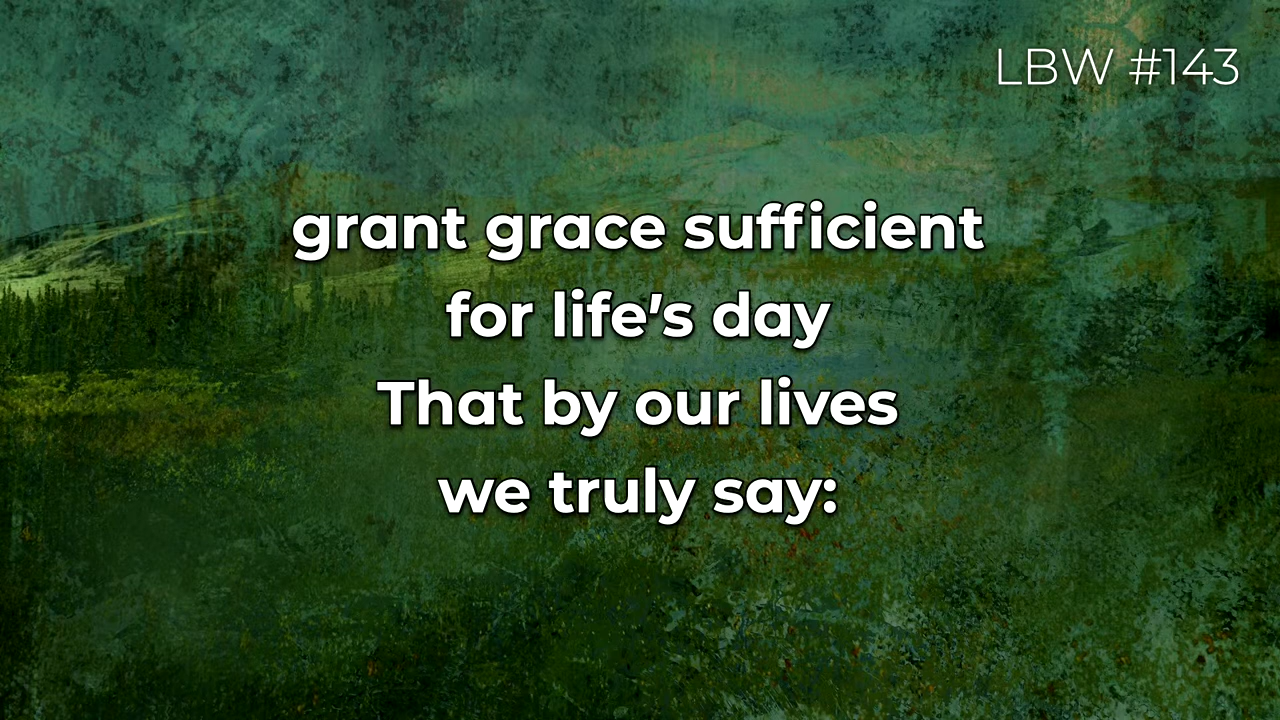 LBW #143
grant grace sufficient
for life's day
That by our lives
we truly say: